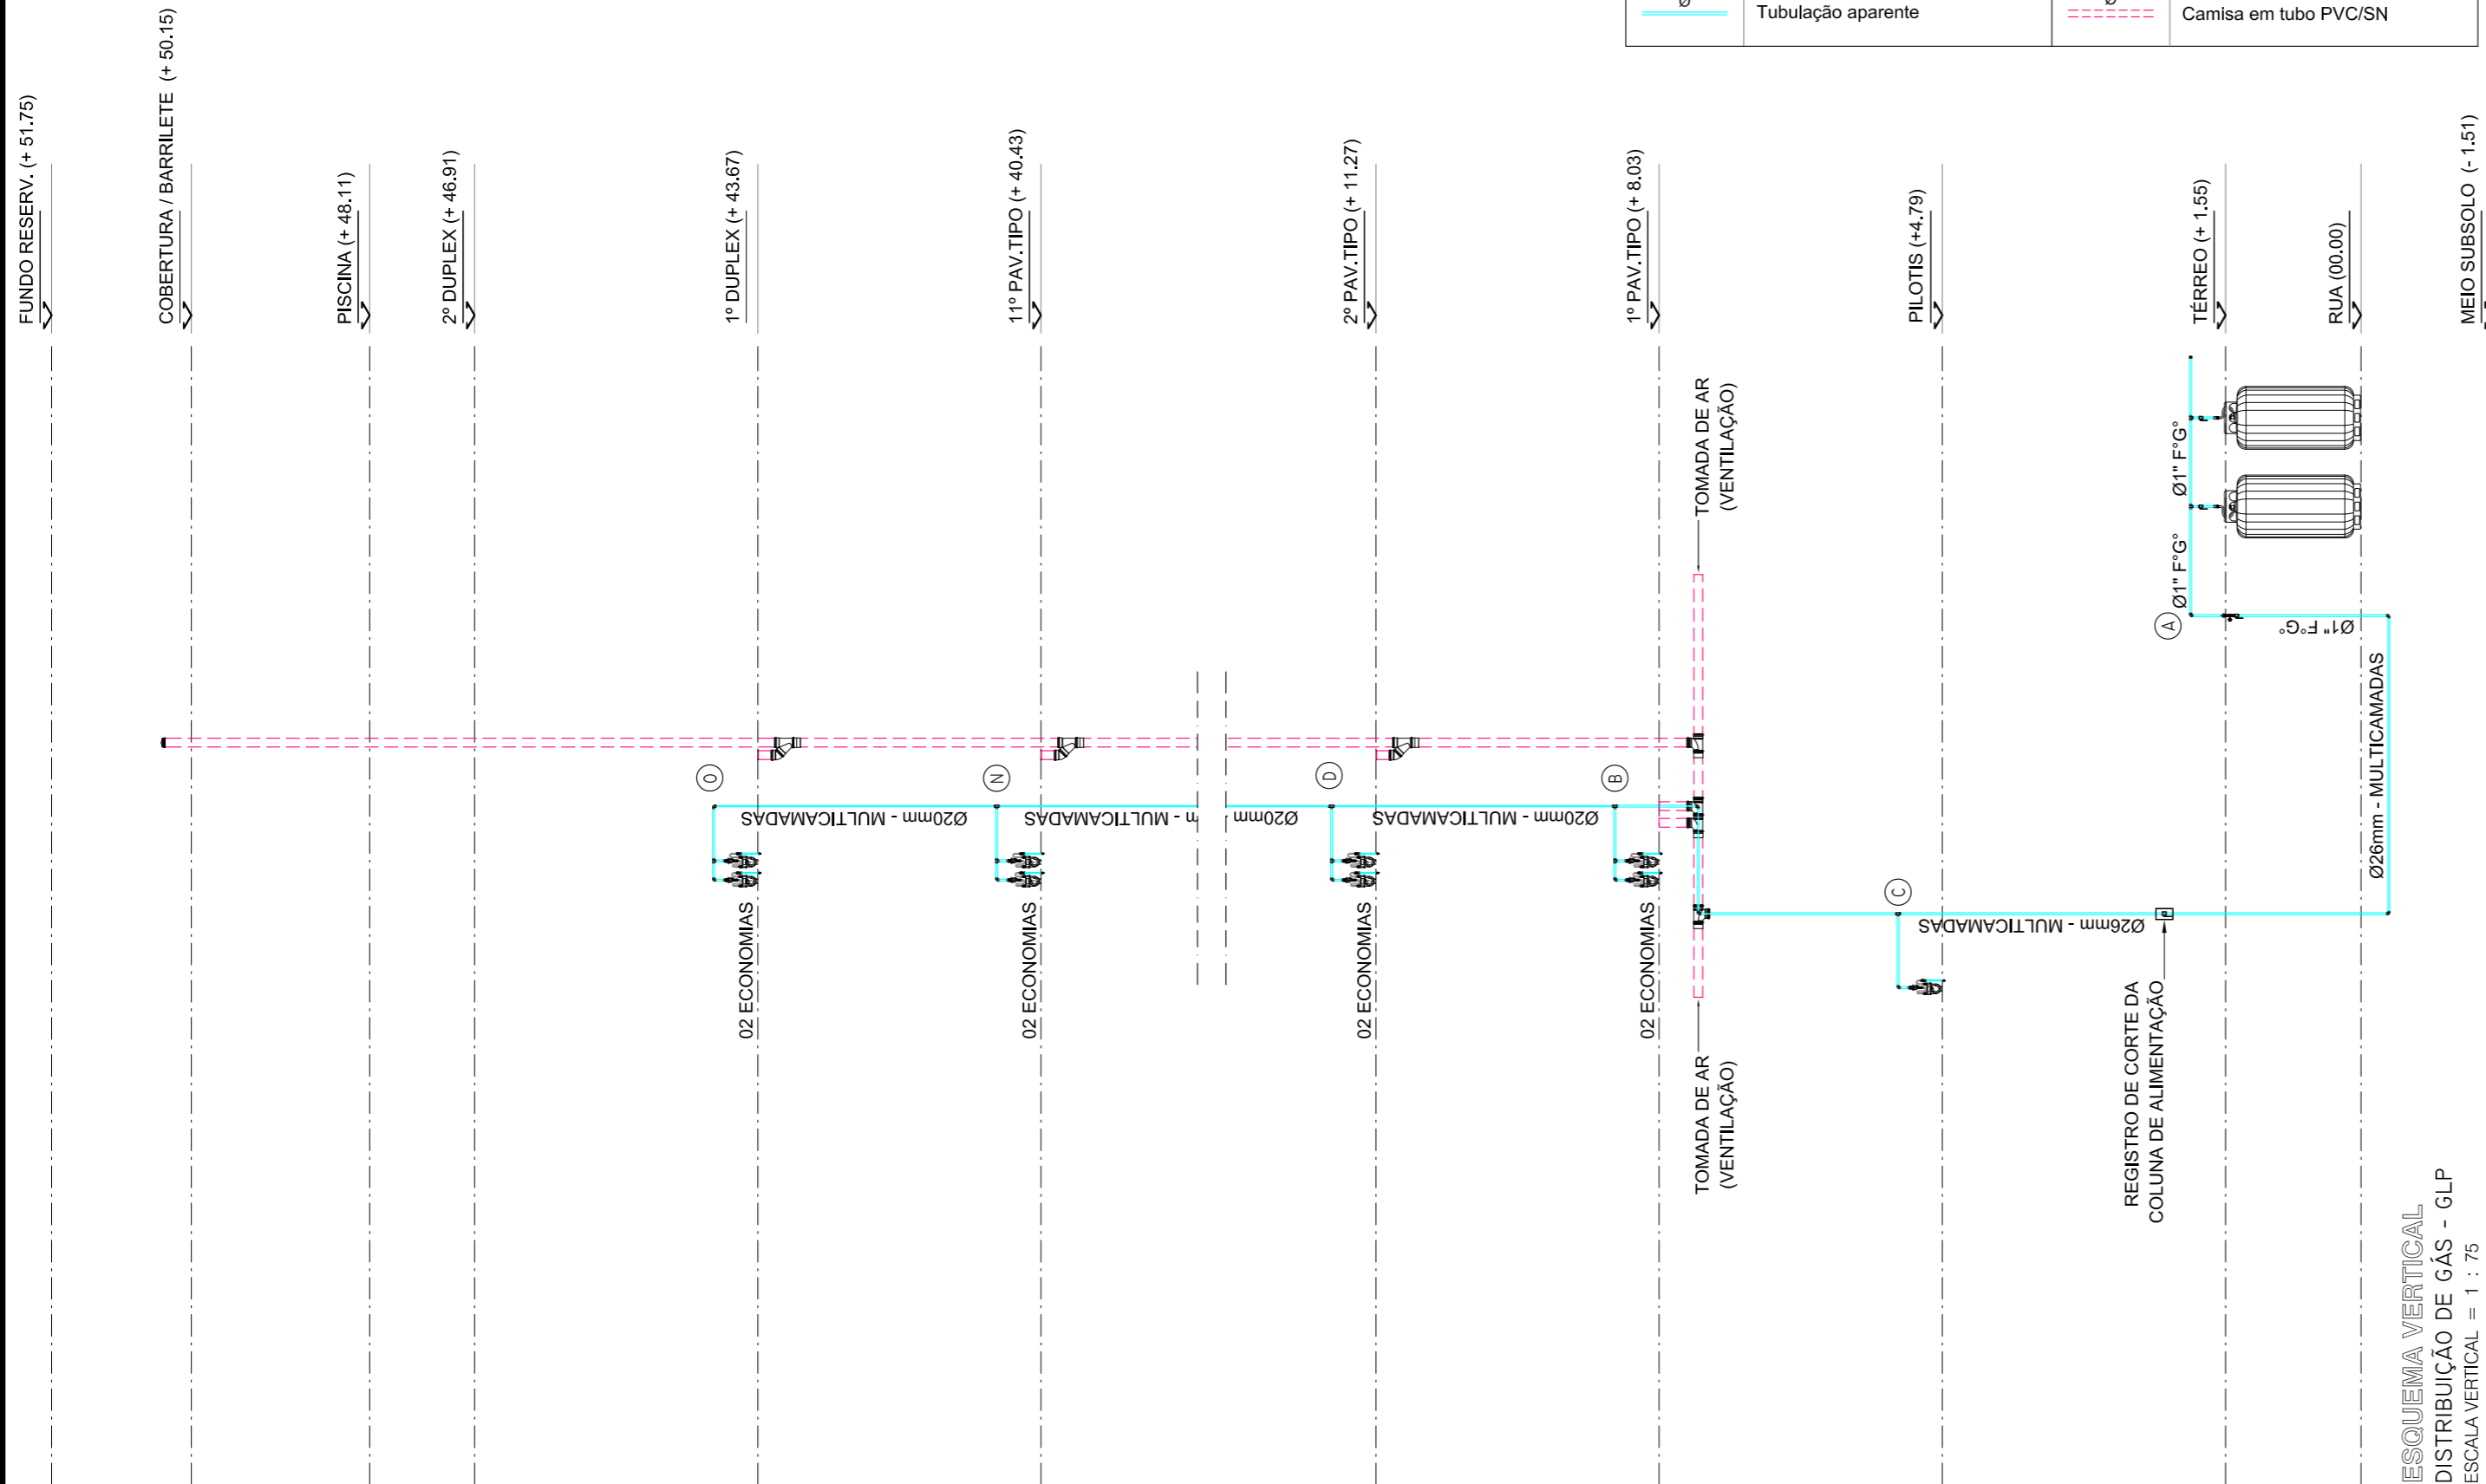 Ø
Tubulação aparente
Ø
Camisa em tubo PVC/SN
FUNDO RESERV. (+ 51.75)
COBERTURA / BARRILETE (+ 50.15)
PISCINA (+ 48.11)
2º DUPLEX (+ 46.91)
1º DUPLEX (+ 43.67)
11º PAV.TIPO (+ 40.43)
2º PAV.TIPO (+ 11.27)
1º PAV.TIPO (+ 8.03)
PILOTIS (+4.79)
TÉRREO (+ 1.55)
RUA (00.00)
MEIO SUBSOLO (- 1.51)
TOMADA DE AR
(VENTILAÇÃO)
Ø1" F°G°
Ø1" F°G°
A
Ø1" F°G°
Ø26mm - MULTICAMADAS
O
N
D
B
Ø20mm - MULTICAMADAS
m - MULTICAMADAS
Ø20mm
Ø20mm - MULTICAMADAS
02 ECONOMIAS
02 ECONOMIAS
02 ECONOMIAS
02 ECONOMIAS
C
Ø26mm - MULTICAMADAS
TOMADA DE AR
(VENTILAÇÃO)
REGISTRO DE CORTE DA
COLUNA DE ALIMENTAÇÃO
ESQUEMA VERTICAL
DISTRIBUIÇÃO DE GÁS - GLP
ESCALA VERTICAL = 1 : 75